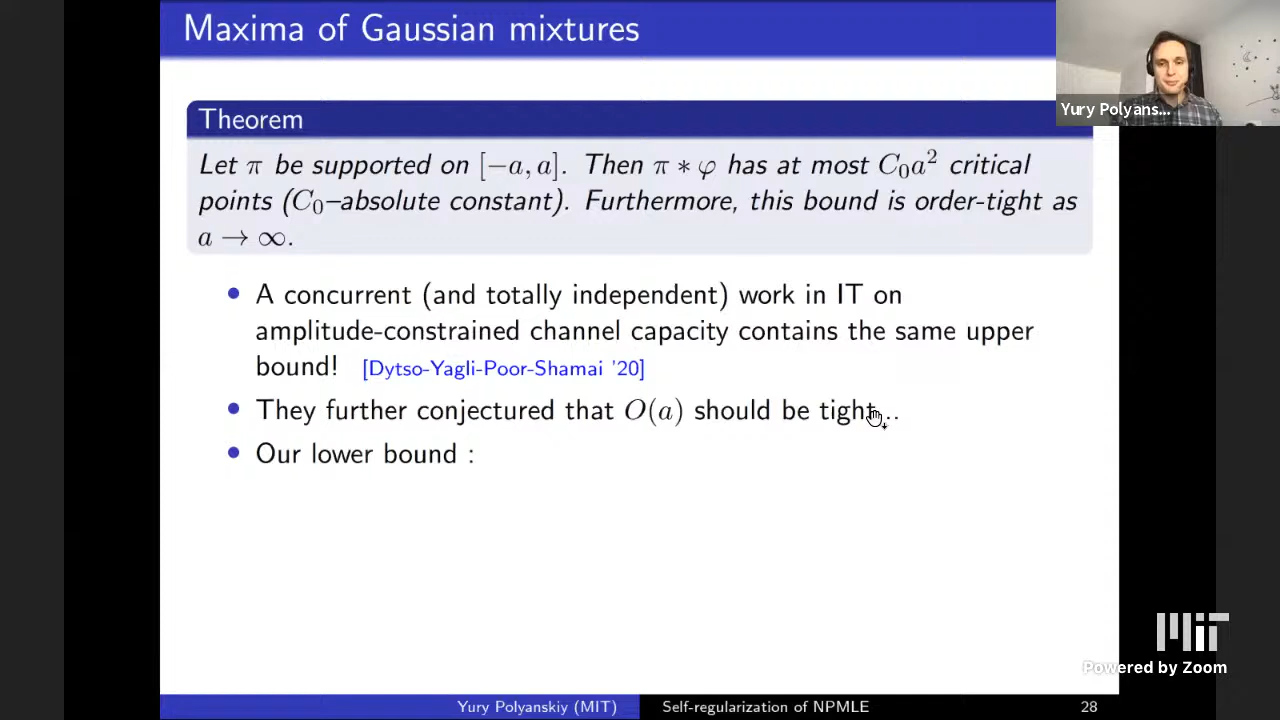 Maxima of Gaussian mixtures
Yury Polyans...
Theorem
Let π be supported on [−a, a]. Then π ∗ φ has at most C₀a² critical
points (C₀–absolute constant). Furthermore, this bound is order-tight as
a → ∞.
• A concurrent (and totally independent) work in IT on
amplitude-constrained channel capacity contains the same upper
bound! [Dytso-Yagli-Poor-Shamai '20]
• They further conjectured that O(a) should be tight...
• Our lower bound :
MIT
Powered by Zoom
Yury Polyanskiy (MIT) Self-regularization of NPMLE 28